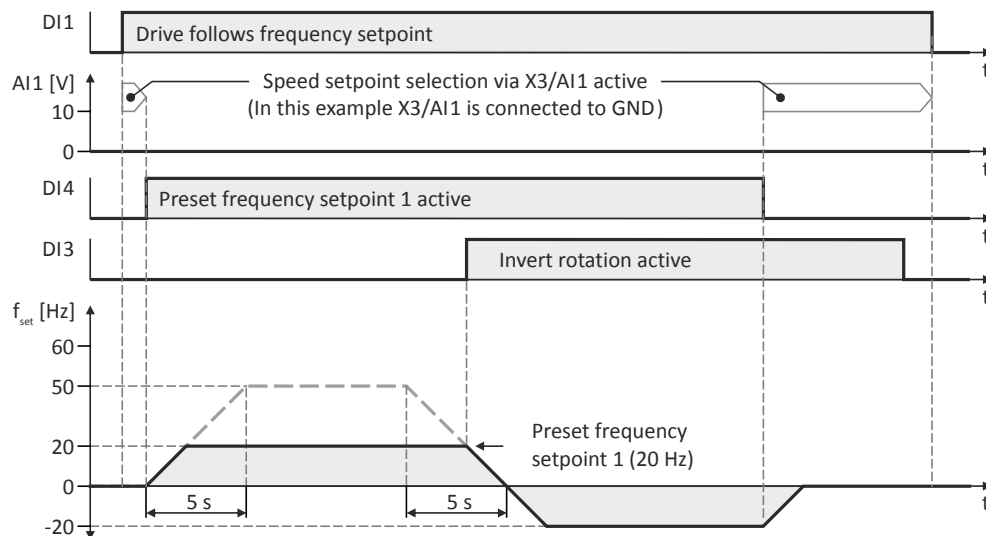 DI1
Drive follows frequency setpoint
t
AI1 [V]
Speed setpoint selection via X3/AI1 active
(In this example X3/AI1 is connected to GND)
10
0
t
DI4
Preset frequency setpoint 1 active
t
DI3
Invert rotation active
t
fset [Hz]
60
50
20
Preset frequency
setpoint 1 (20 Hz)
0
t
5 s
5 s
-20